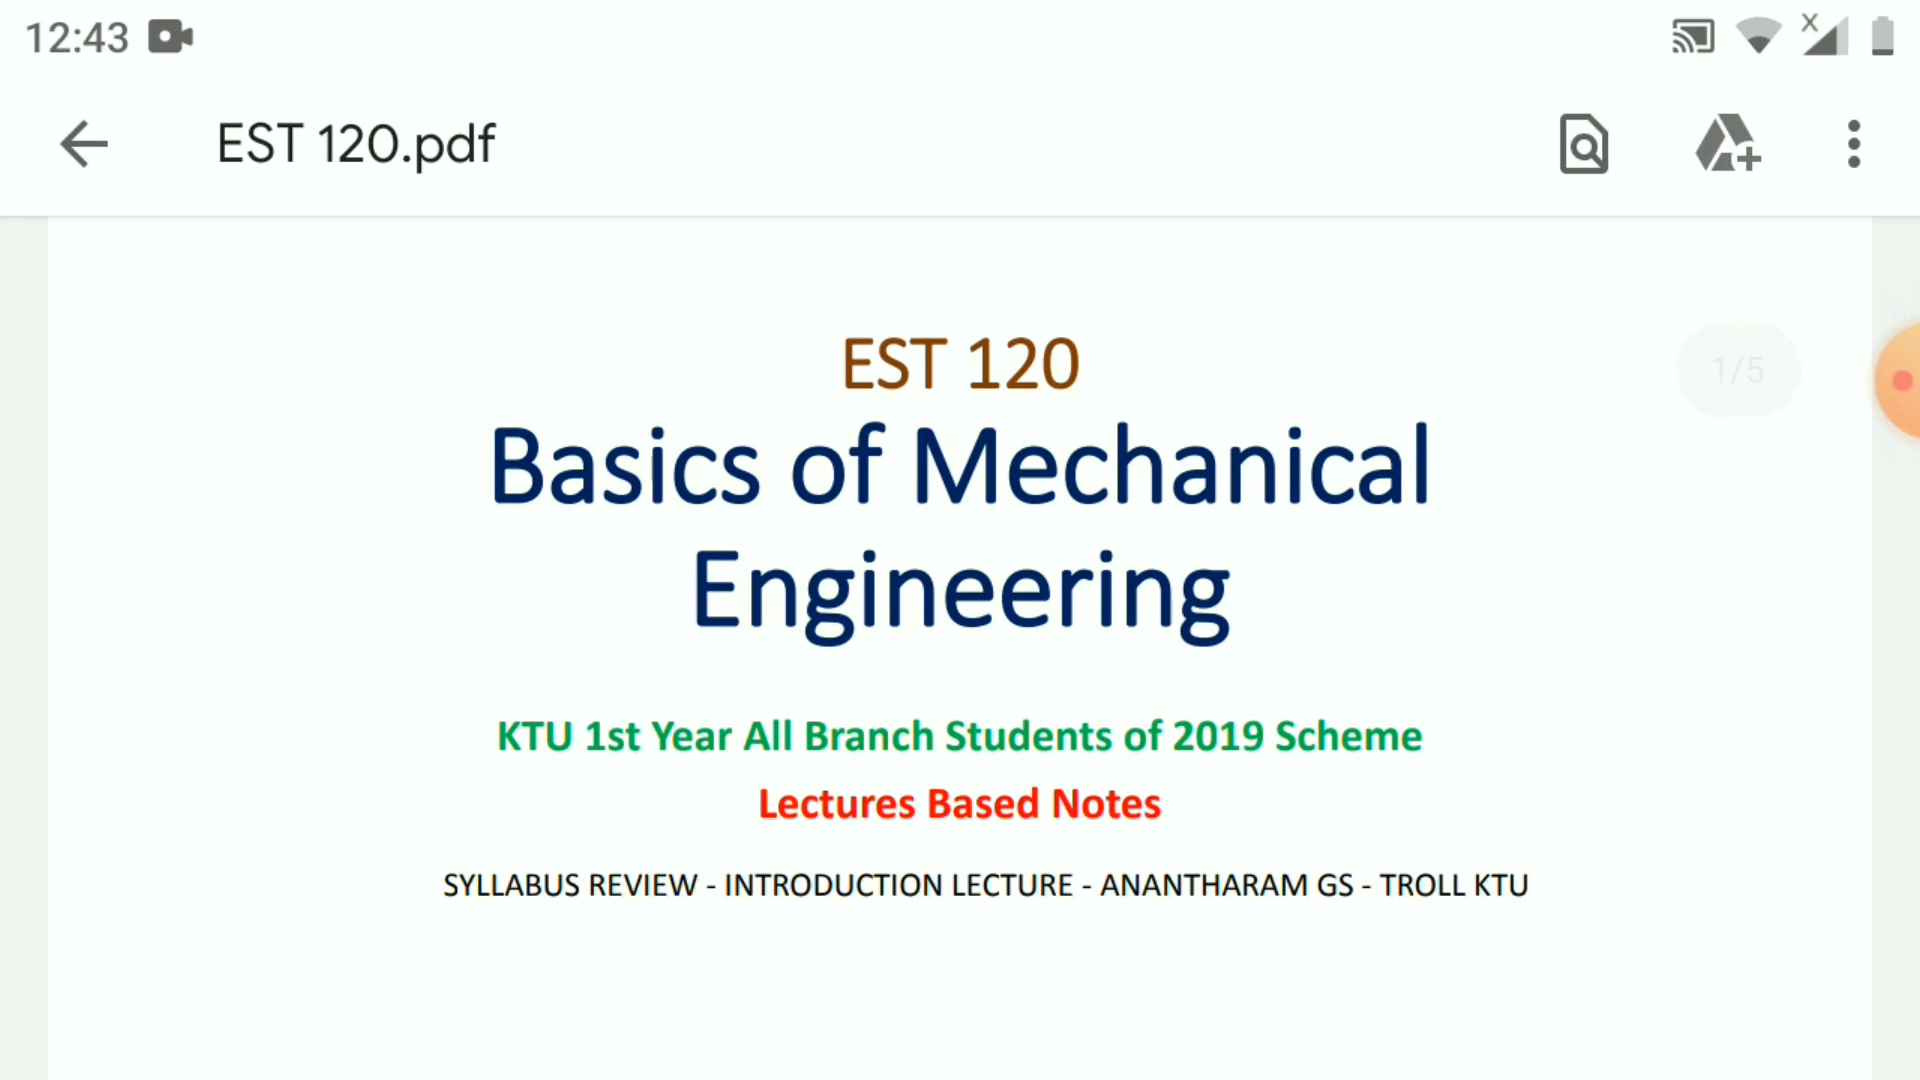 12:43
x
EST 120.pdf
EST 120
1/5
Basics of Mechanical
Engineering
KTU 1st Year All Branch Students of 2019 Scheme
Lectures Based Notes
SYLLABUS REVIEW - INTRODUCTION LECTURE - ANANTHARAM GS - TROLL KTU